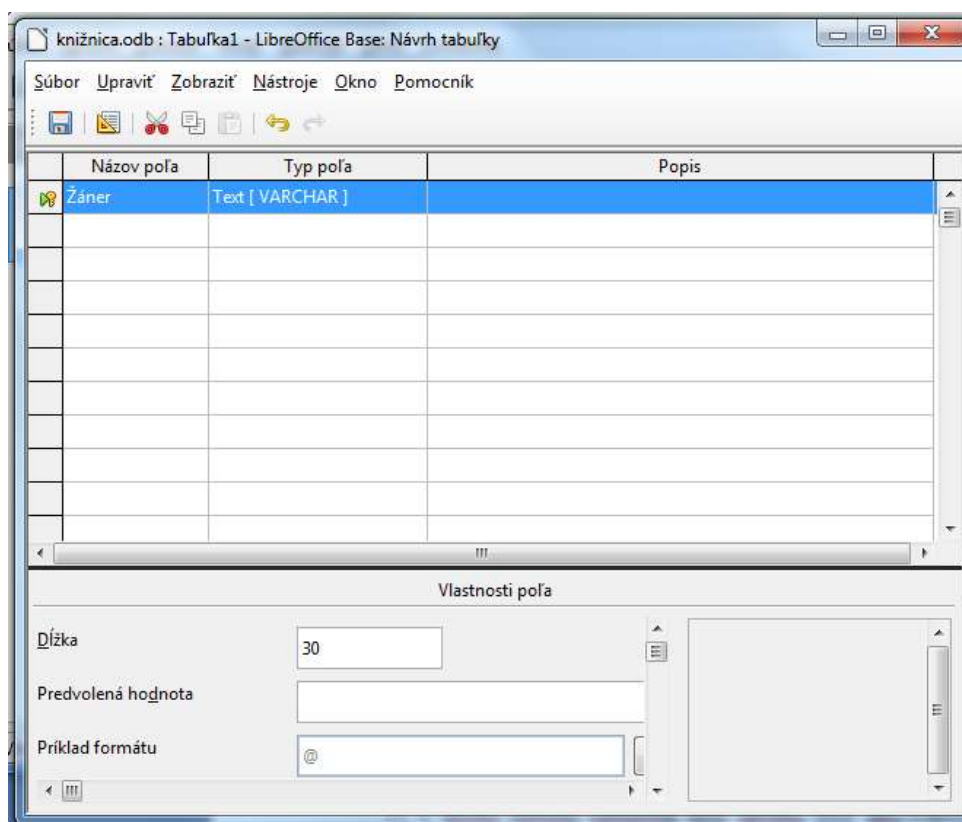 knižnica.odb : Tabuľka1 - LibreOffice Base: Návrh tabuľky
Súbor Upraviť Zobraziť Nástroje Okno Pomocník
Názov poľa Typ poľa Popis
Žáner Text [ VARCHAR ]
Vlastnosti poľa
Dĺžka 30
Predvolená hodnota
Príklad formátu @